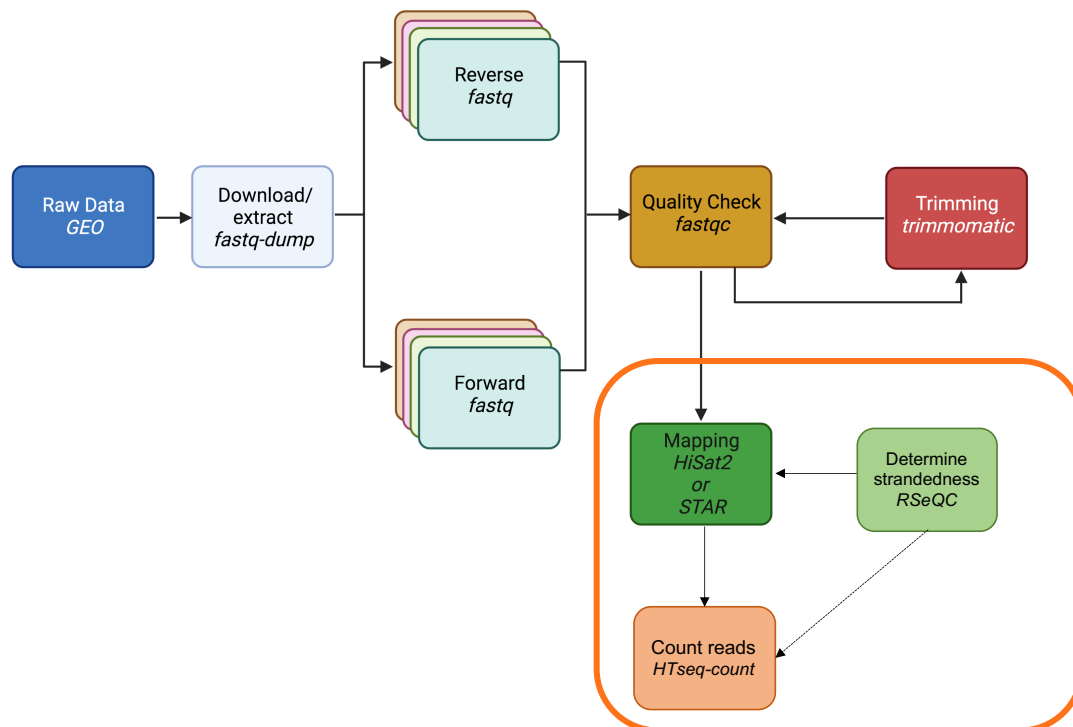 Reverse
fastq
Raw Data
GEO
Download/
extract
fastq-dump
Quality Check
fastqc
Trimming
trimmomatic
Forward
fastq
Mapping
HiSat2
or
STAR
Determine
strandedness
RSeQC
Count reads
HTseq-count